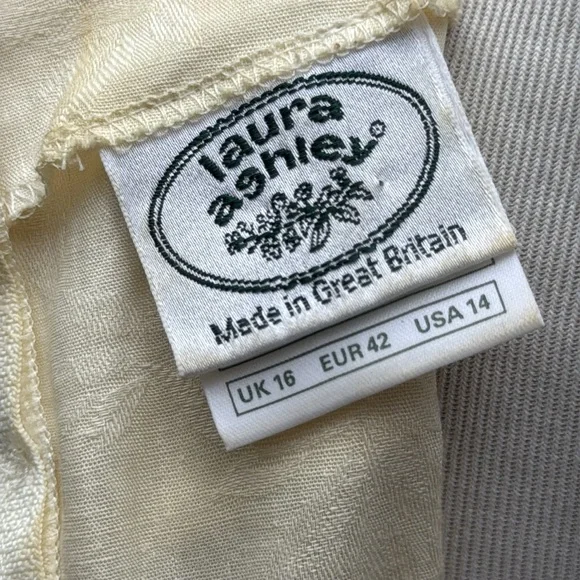 laura
ashley®
Made in Great Britain
UK 16 EUR 42 USA 14